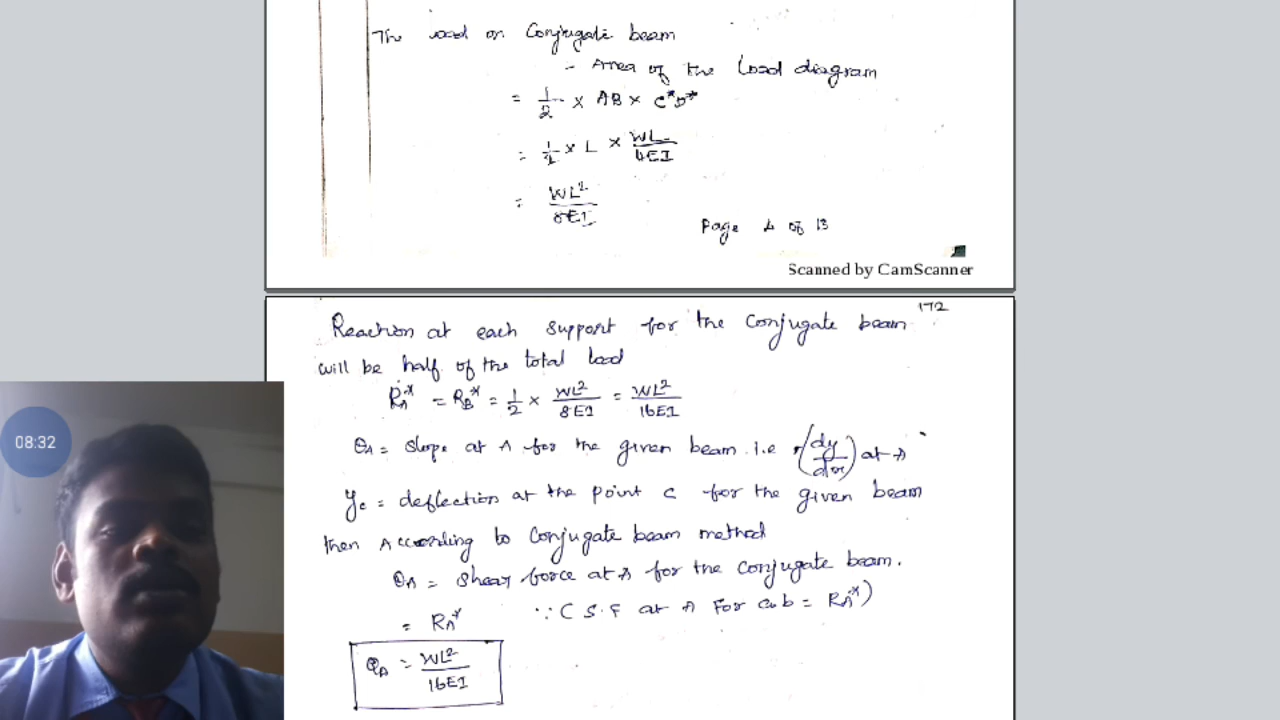 The load on Conjugate beam
= Area of the Load diagram
= 1/2 × AB × C*D*
= 1/2 × L × WL/4EI
= WL²/8EI
Page 4 of 13
Scanned by CamScanner
172
Reaction at each support for the Conjugate beam
will be half of the total load
RA* = RB* = 1/2 × WL²/8EI = WL²/16EI
θA = slope at A for the given beam i.e (dy/dx) at A
yc = deflection at the point C for the given beam
then According to Conjugate beam method
θA = Shear force at A for the Conjugate beam.
= RA* ∵ ( S.F at A For C.b = RA*)
θA = WL²/16EI
08:32